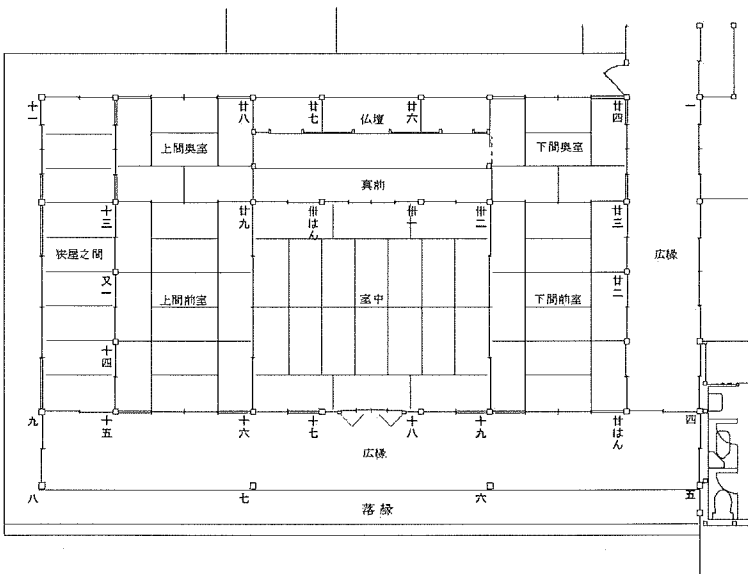 十一
廿八
廿七
仏壇
廿六
廿四
一
上間奥室
下間奥室
真前
十三
廿九
卅はん
卅一
卅二
廿三
狭屋之間
広縁
又一
上間前室
室中
下間前室
廿二
十四
九
十五
十六
十七
十八
十九
廿はん
四
広縁
八
七
六
五
落縁